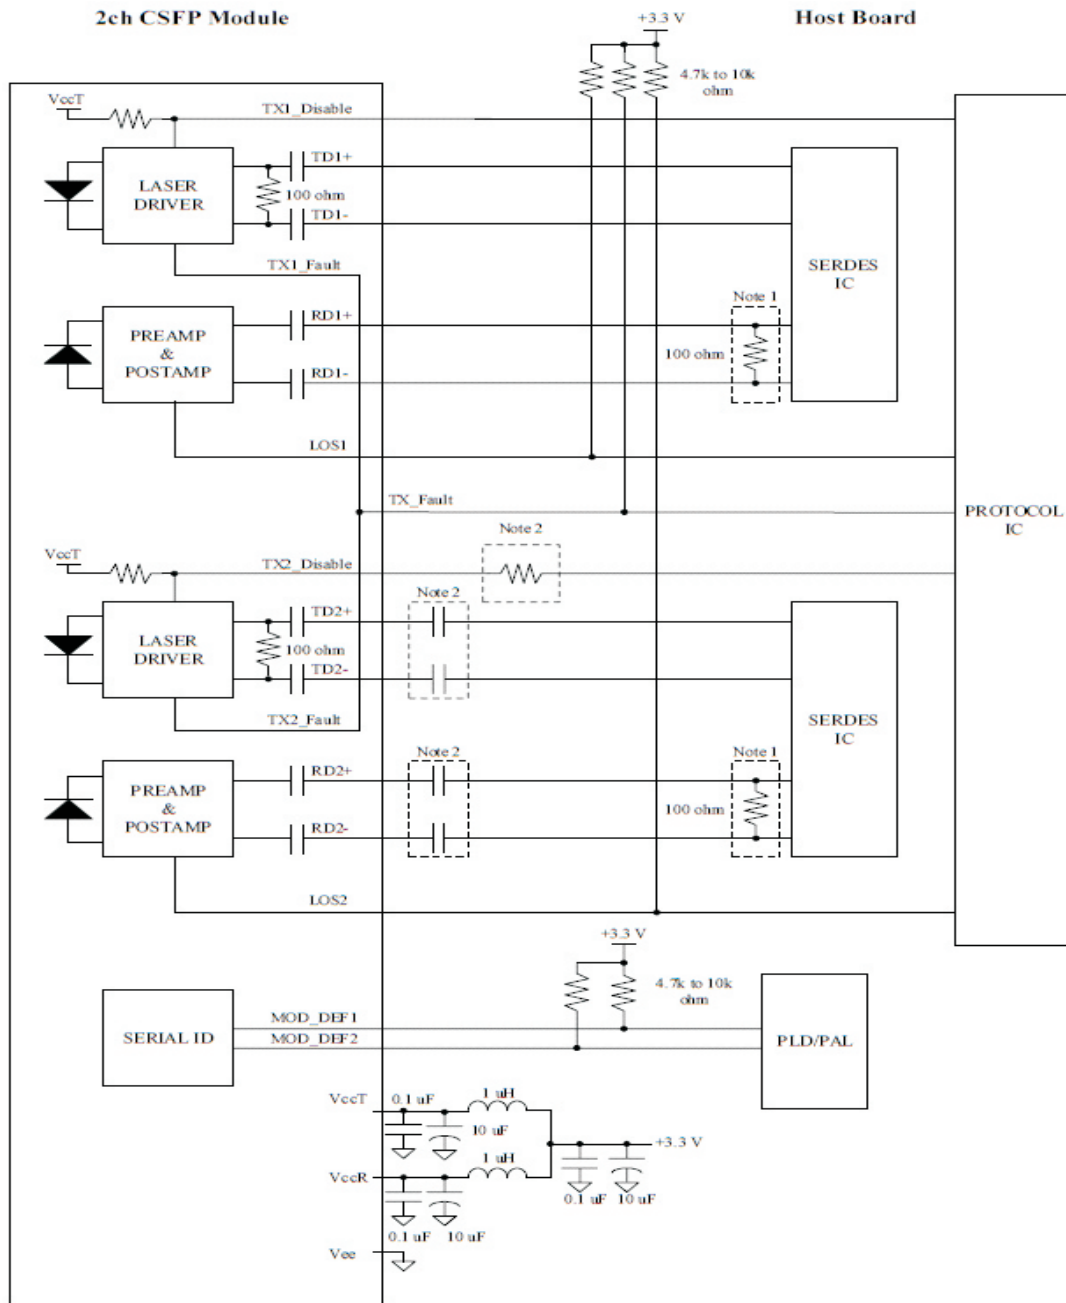 2ch CSFP Module
Host Board
+3.3 V
4.7k to 10k
ohm
VccT
TX1_Disable
LASER
DRIVER
TD1+
100 ohm
TD1-
TX1_Fault
SERDES
IC
Note 1
PREAMP
&
POSTAMP
RD1+
100 ohm
RD1-
LOS1
TX_Fault
PROTOCOL
IC
Note 2
VccT
TX2_Disable
Note 2
LASER
DRIVER
TD2+
100 ohm
TD2-
TX2_Fault
SERDES
IC
Note 2
Note 1
PREAMP
&
POSTAMP
RD2+
100 ohm
RD2-
LOS2
+3.3 V
4.7k to 10k
ohm
SERIAL ID
MOD_DEF1
MOD_DEF2
PLD/PAL
VccT
0.1 uF
1 uH
10 uF
+3.3 V
1 uH
VccR
0.1 uF
10 uF
0.1 uF
10 uF
Vee